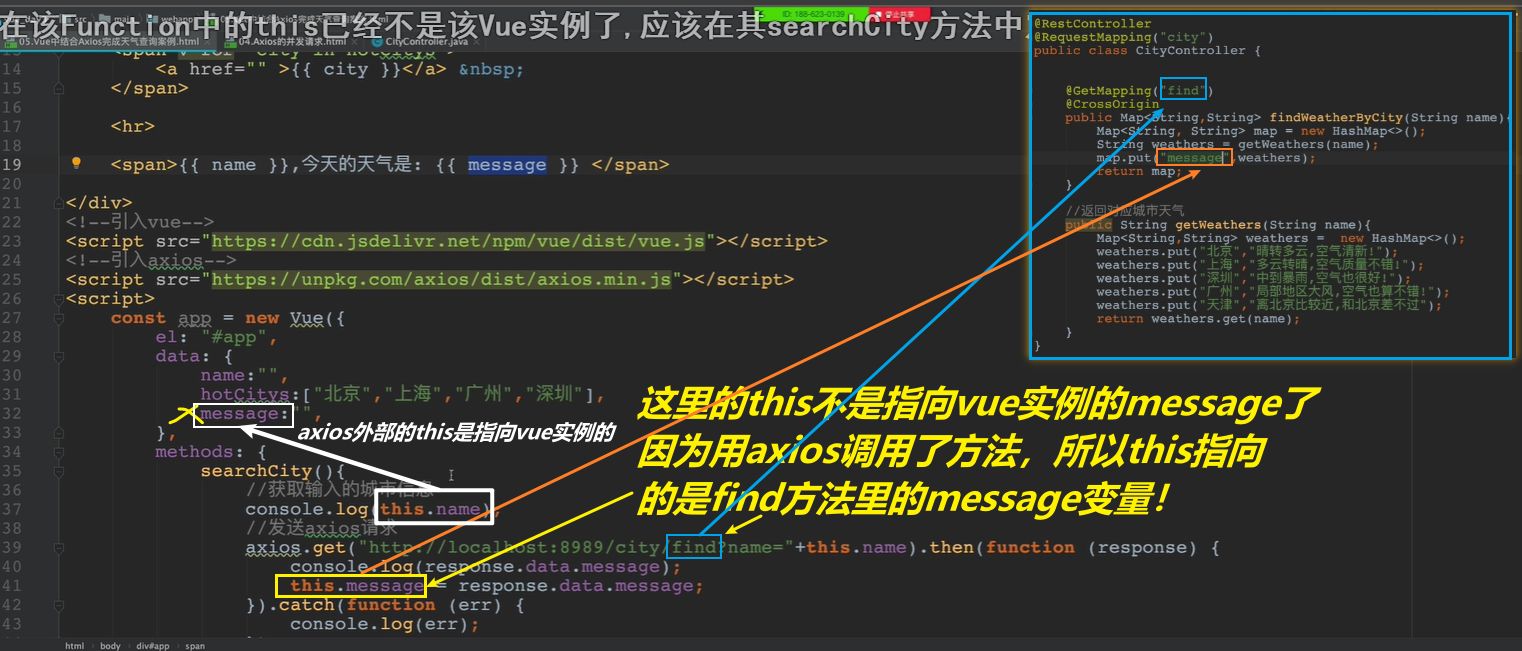 在该Function中的this已经不是该Vue实例了,应该在其searchCity方法中
ID: 188-623-0139
停止共享
05.Vue中结合Axios完成天气查询案例.html
04.Axios的并发请求.html
CityController.java
14 <a href="" >{{ city }}</a> &nbsp;
15 </span>
16
17 <hr>
18
19 <span>{{ name }},今天的天气是: {{ message }} </span>
20
21 </div>
22 <!--引入vue-->
23 <script src="https://cdn.jsdelivr.net/npm/vue/dist/vue.js"></script>
24 <!--引入axios-->
25 <script src="https://unpkg.com/axios/dist/axios.min.js"></script>
26 <script>
27 const app = new Vue({
28 el: "#app",
29 data: {
30 name:"",
31 hotCitys:["北京","上海","广州","深圳"],
32 message:"",
33 },
axios外部的this是指向vue实例的
34 methods: {
35 searchCity(){
36 //获取输入的城市信息
37 console.log(this.name);
38 //发送axios请求
39 axios.get("http://localhost:8989/city/find?name="+this.name).then(function (response) {
40 console.log(response.data.message);
41 this.message = response.data.message;
42 }).catch(function (err) {
43 console.log(err);
html body div#app span
@RestController
@RequestMapping("city")
public class CityController {
@GetMapping("find")
@CrossOrigin
public Map<String,String> findWeatherByCity(String name){
Map<String, String> map = new HashMap<>();
String weathers = getWeathers(name);
map.put("message",weathers);
return map;
}
//返回对应城市天气
public String getWeathers(String name){
Map<String,String> weathers = new HashMap<>();
weathers.put("北京","晴转多云,空气清新!");
weathers.put("上海","多云转晴,空气质量不错!");
weathers.put("深圳","中到暴雨,空气也很好!");
weathers.put("广州","局部地区大风,空气也算不错!");
weathers.put("天津","离北京比较近,和北京差不过");
return weathers.get(name);
}
}
这里的this不是指向vue实例的message了
因为用axios调用了方法，所以this指向
的是find方法里的message变量！